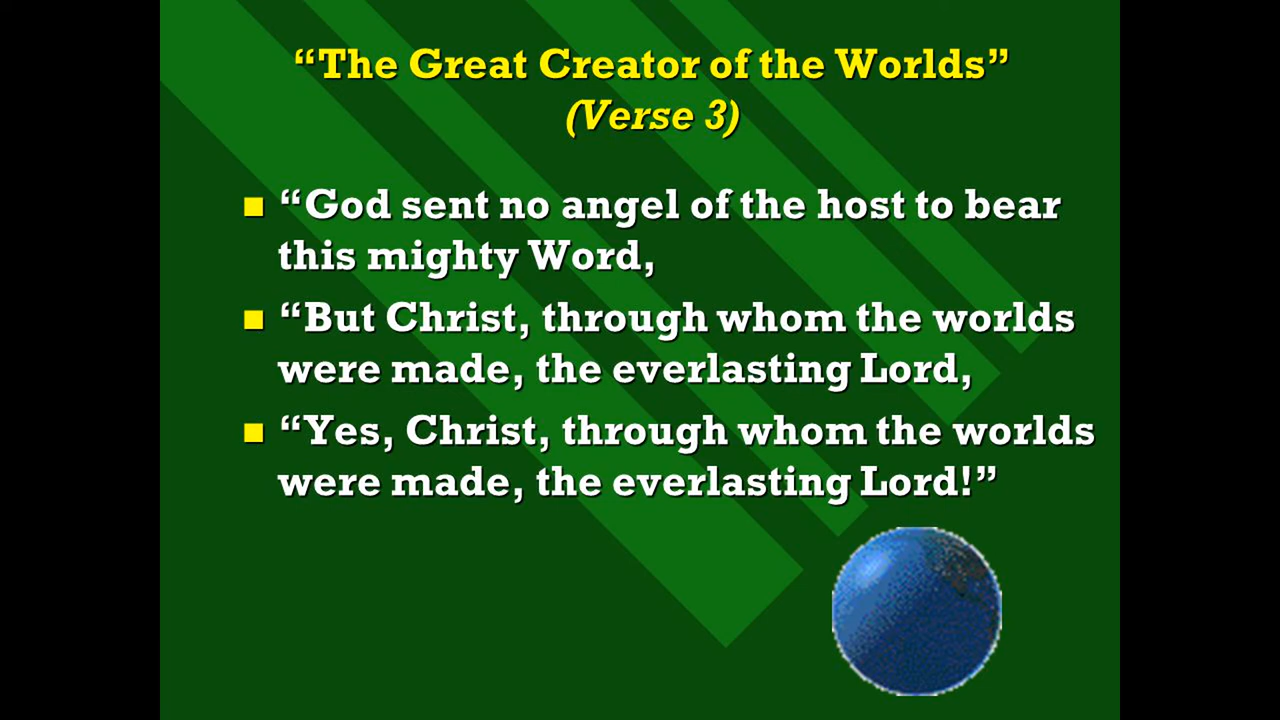 “The Great Creator of the Worlds”
(Verse 3)
“God sent no angel of the host to bear
this mighty Word,
“But Christ, through whom the worlds
were made, the everlasting Lord,
“Yes, Christ, through whom the worlds
were made, the everlasting Lord!”